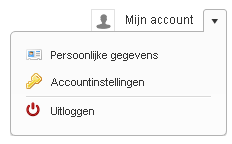 Mijn account
Persoonlijke gegevens
Accountinstellingen
Uitloggen